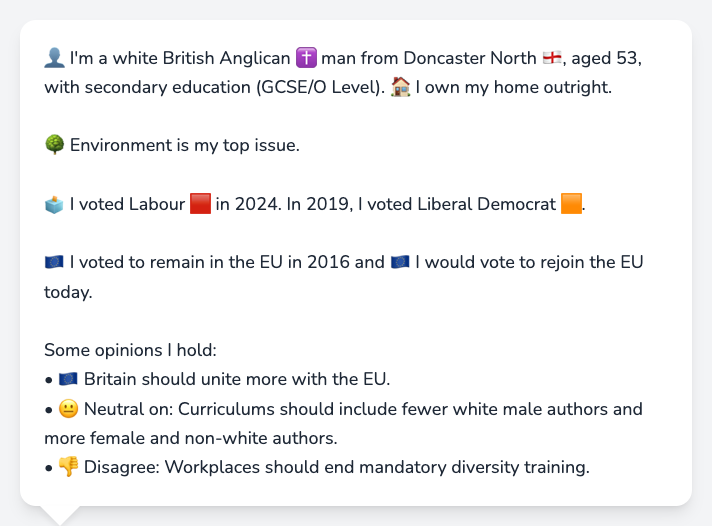 👤 I'm a white British Anglican ✝️ man from Doncaster North 🏴󠁧󠁢󠁥󠁮󠁧󠁿, aged 53,
with secondary education (GCSE/O Level). 🏠 I own my home outright.
🌳 Environment is my top issue.
🗳️ I voted Labour 🟥 in 2024. In 2019, I voted Liberal Democrat 🟧.
🇪🇺 I voted to remain in the EU in 2016 and 🇪🇺 I would vote to rejoin the EU
today.
Some opinions I hold:
• 🇪🇺 Britain should unite more with the EU.
• 😐 Neutral on: Curriculums should include fewer white male authors and
more female and non-white authors.
• 👎 Disagree: Workplaces should end mandatory diversity training.